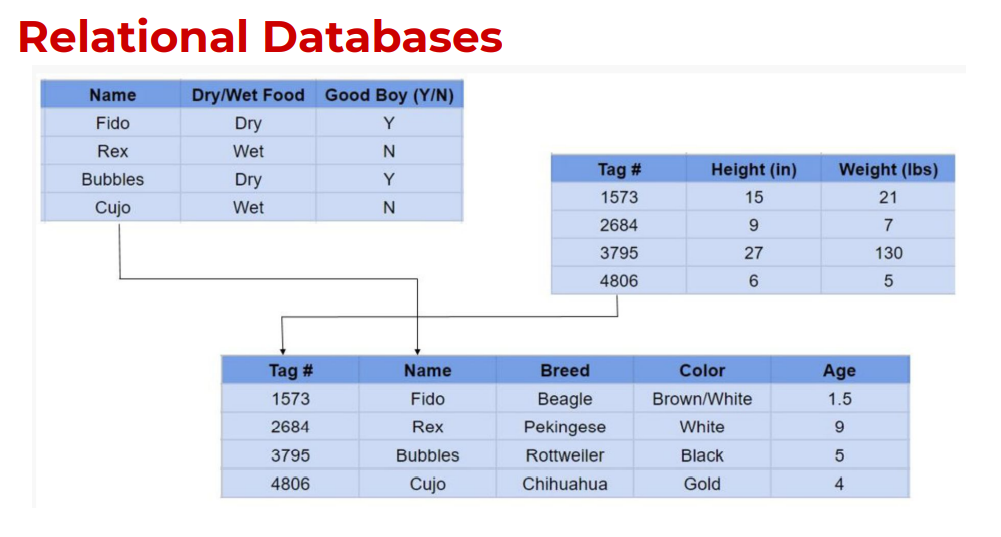 Relational Databases
Name Dry/Wet Food Good Boy (Y/N)
Fido Dry Y
Rex Wet N
Bubbles Dry Y
Cujo Wet N
Tag # Height (in) Weight (lbs)
1573 15 21
2684 9 7
3795 27 130
4806 6 5
Tag # Name Breed Color Age
1573 Fido Beagle Brown/White 1.5
2684 Rex Pekingese White 9
3795 Bubbles Rottweiler Black 5
4806 Cujo Chihuahua Gold 4